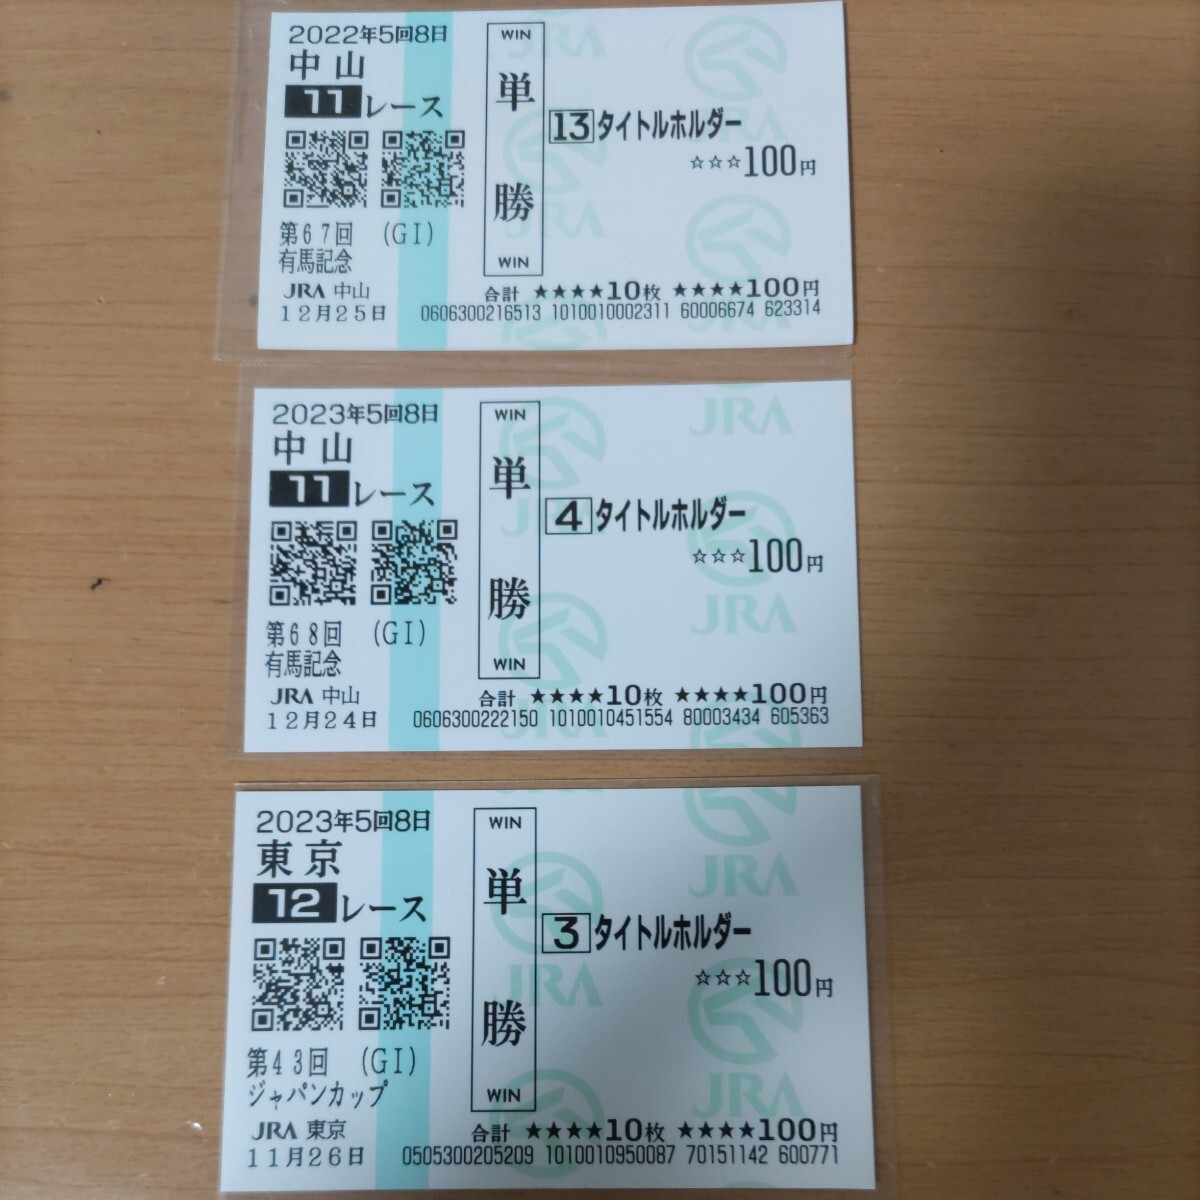 2022年5回8日
中山
11レース
第67回 (GI)
有馬記念
JRA 中山
12月25日
WIN
単勝
WIN
13タイトルホルダー
☆☆☆100円
合計 ★★★★10枚 ★★★★100円
0606300216513 1010010002311 60006674 623314
2023年5回8日
中山
11レース
第68回 (GI)
有馬記念
JRA 中山
12月24日
WIN
単勝
WIN
4タイトルホルダー
☆☆☆100円
合計 ★★★★10枚 ★★★★100円
0606300222150 1010010451554 80003434 605363
2023年5回8日
東京
12レース
第43回 (GI)
ジャパンカップ
JRA 東京
11月26日
WIN
単勝
WIN
3タイトルホルダー
☆☆☆100円
合計 ★★★★10枚 ★★★★100円
0505300205209 1010010950087 70151142 600771